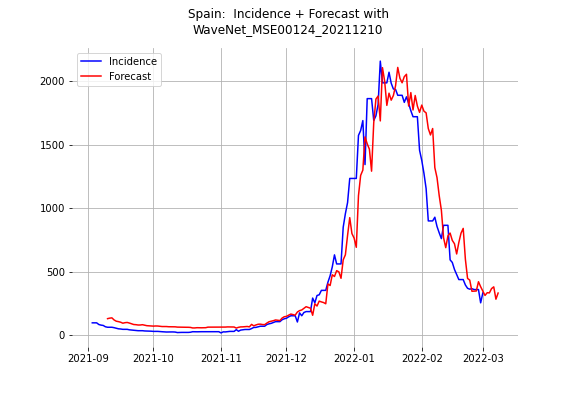 Spain:  Incidence + Forecast with
WaveNet_MSE00124_20211210
Incidence
Forecast
2000
1500
1000
500
0
2021-09 2021-10 2021-11 2021-12 2022-01 2022-02 2022-03